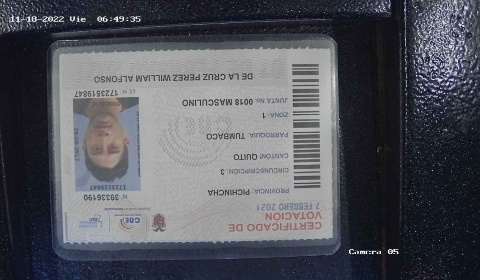 11-18-2022 Vie 06:49:35
CERTIFICADO DE
VOTACIÓN
7 FEBRERO 2021
PROVINCIA: PICHINCHA
CIRCUNSCRIPCIÓN: 3
CANTÓN: QUITO
PARROQUIA: TUMBACO
ZONA: 1
JUNTA No. 0018 MASCULINO
DE LA CRUZ PEREZ WILLIAM ALFONSO
CNE
N° 39336190
1723519847
CC N° 1723519847
Camera 05